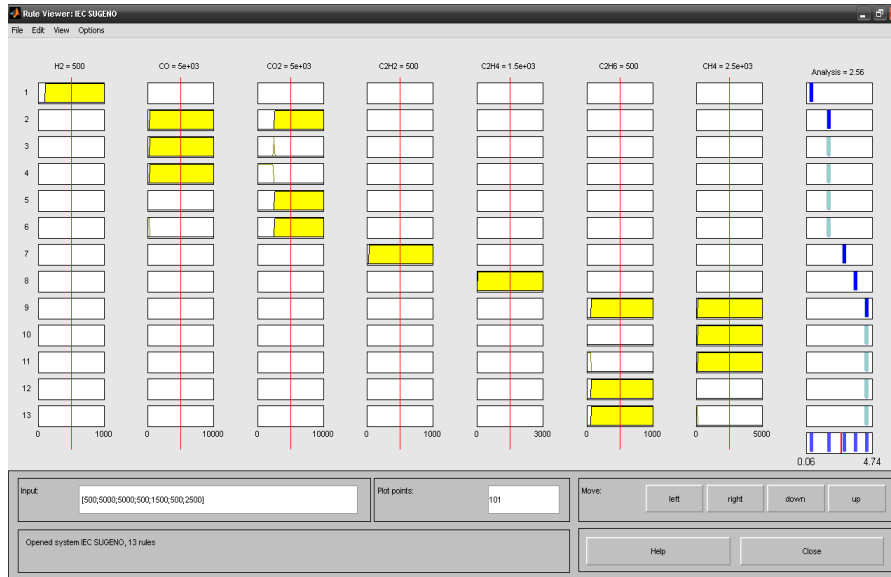 Rule Viewer: IEC SUGENO
File Edit View Options
H2 = 500 CO = 5e+03 CO2 = 5e+03 C2H2 = 500 C2H4 = 1.5e+03 C2H6 = 500 CH4 = 2.5e+03 Analysis = 2.56
1
2
3
4
5
6
7
8
9
10
11
12
13
0 1000 0 10000 0 10000 0 1000 0 3000 0 1000 0 5000
0.06 4.74
Input: [500;5000;5000;500;1500;500;2500] Plot points: 101 Move: left right down up
Opened system IEC SUGENO, 13 rules Help Close